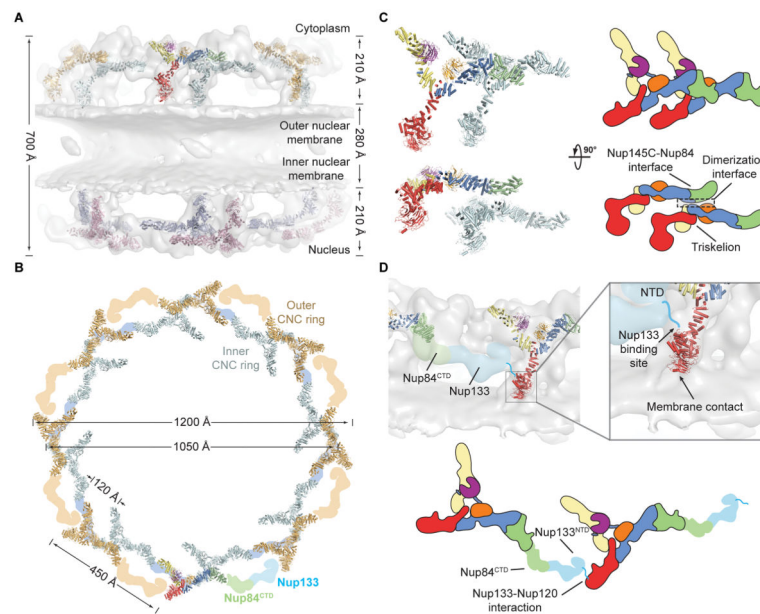 A
Cytoplasm
700 Å
210 Å
Outer nuclear
membrane
280 Å
Inner nuclear
membrane
210 Å
Nucleus
B
Outer
CNC ring
Inner
CNC ring
1200 Å
1050 Å
120 Å
450 Å
Nup133
Nup84CTD
C
90°
Nup145C-Nup84
interface
Dimerization
interface
Triskelion
D
Nup84CTD
Nup133
NTD
Nup133
binding
site
Membrane contact
Nup133NTD
Nup84CTD
Nup133-Nup120
interaction